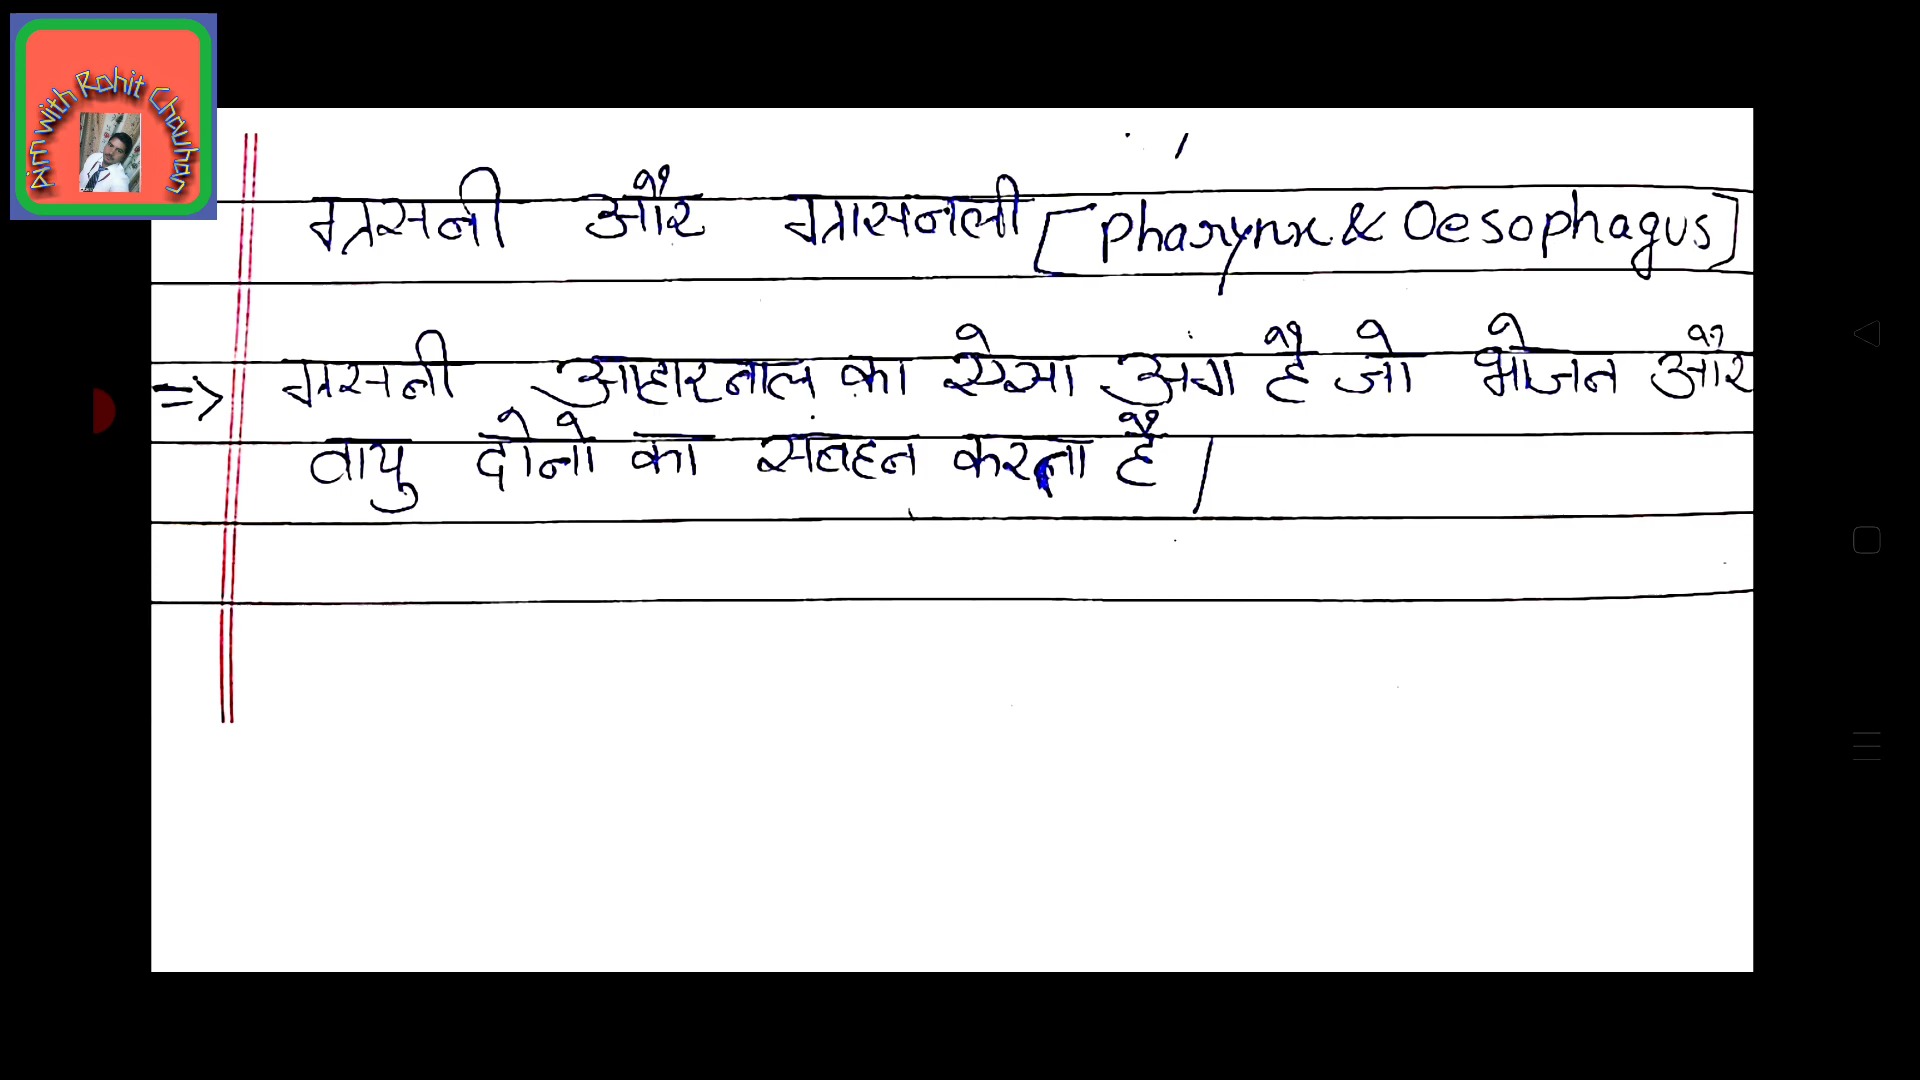 Aim with Rohit Chauhan
ग्रसनी और ग्रासनली [Pharynx & Oesophagus]
=> ग्रसनी आहारनाल का ऐसा अंग है जो भोजन और
वायु दोनो का संवहन करता है।